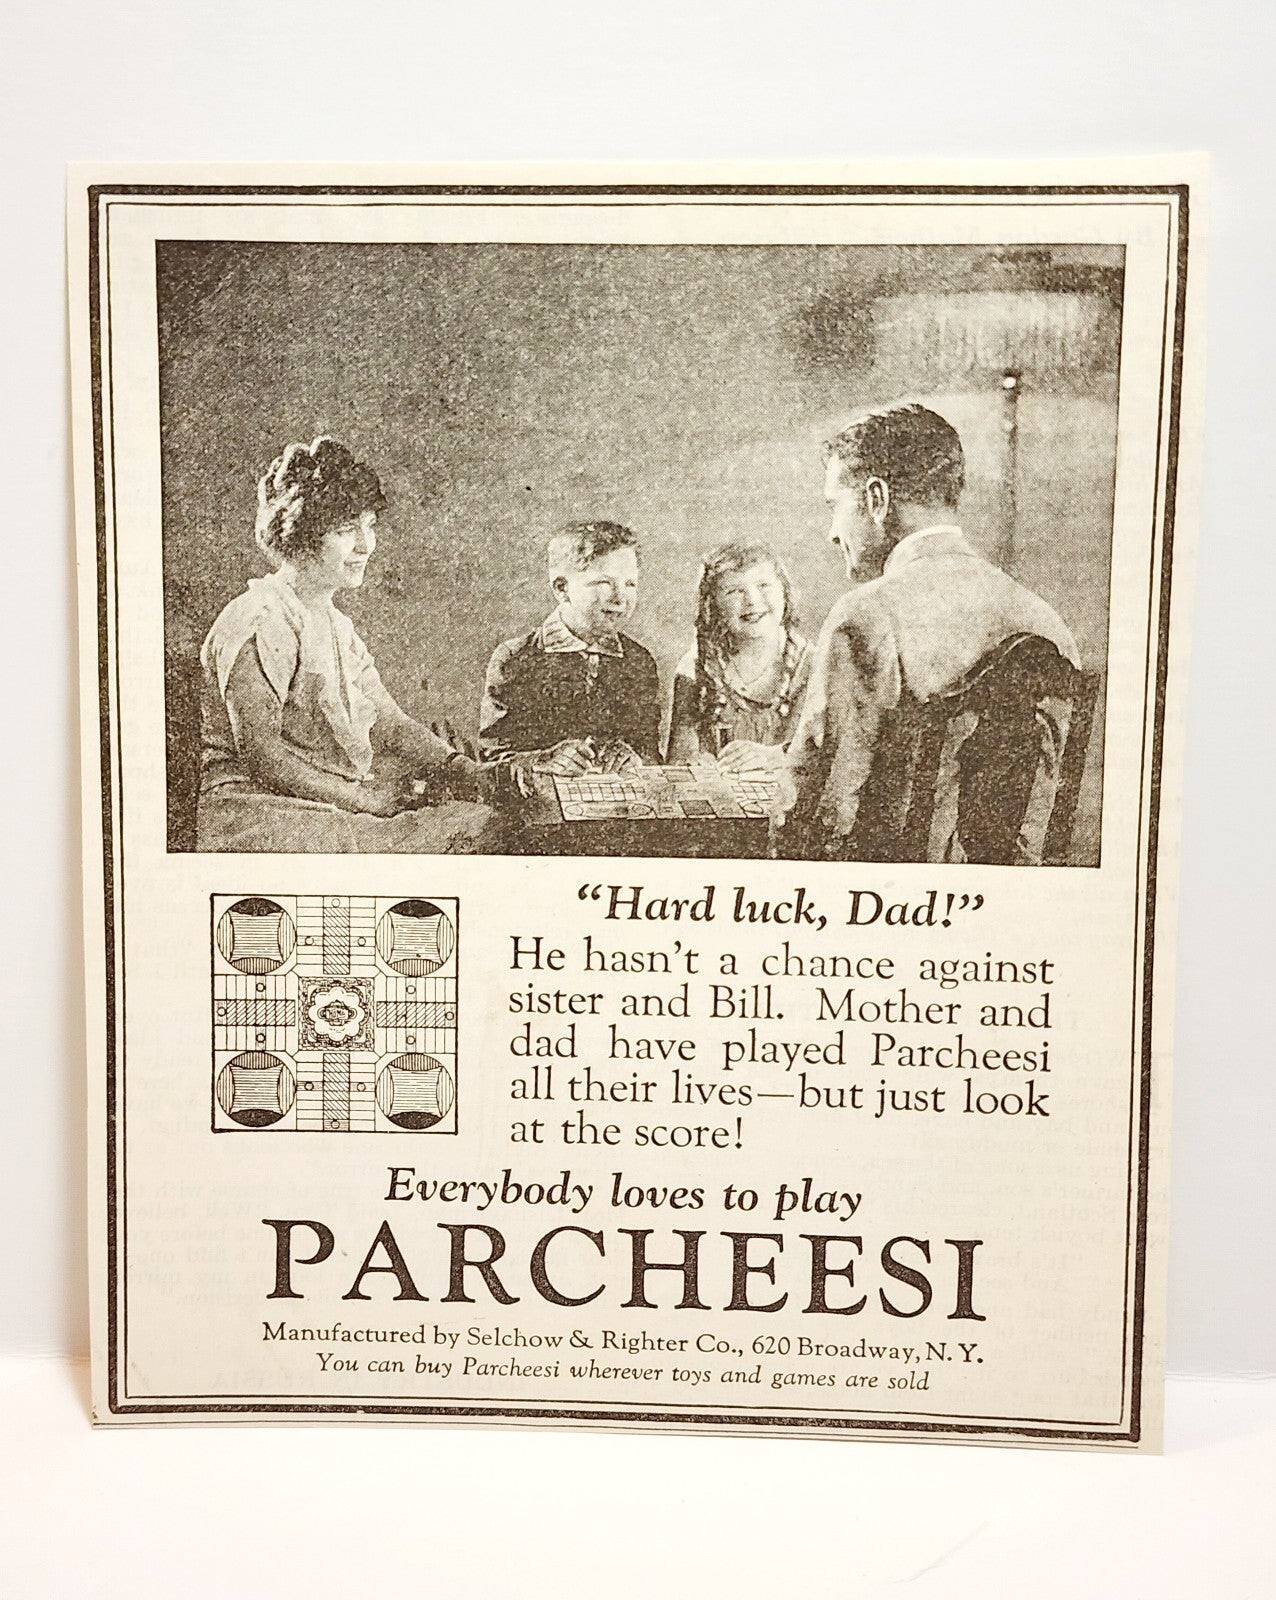 "Hard luck, Dad!"
He hasn't a chance against
sister and Bill. Mother and
dad have played Parcheesi
all their lives—but just look
at the score!
Everybody loves to play
PARCHEESI
Manufactured by Selchow & Righter Co., 620 Broadway, N. Y.
You can buy Parcheesi wherever toys and games are sold